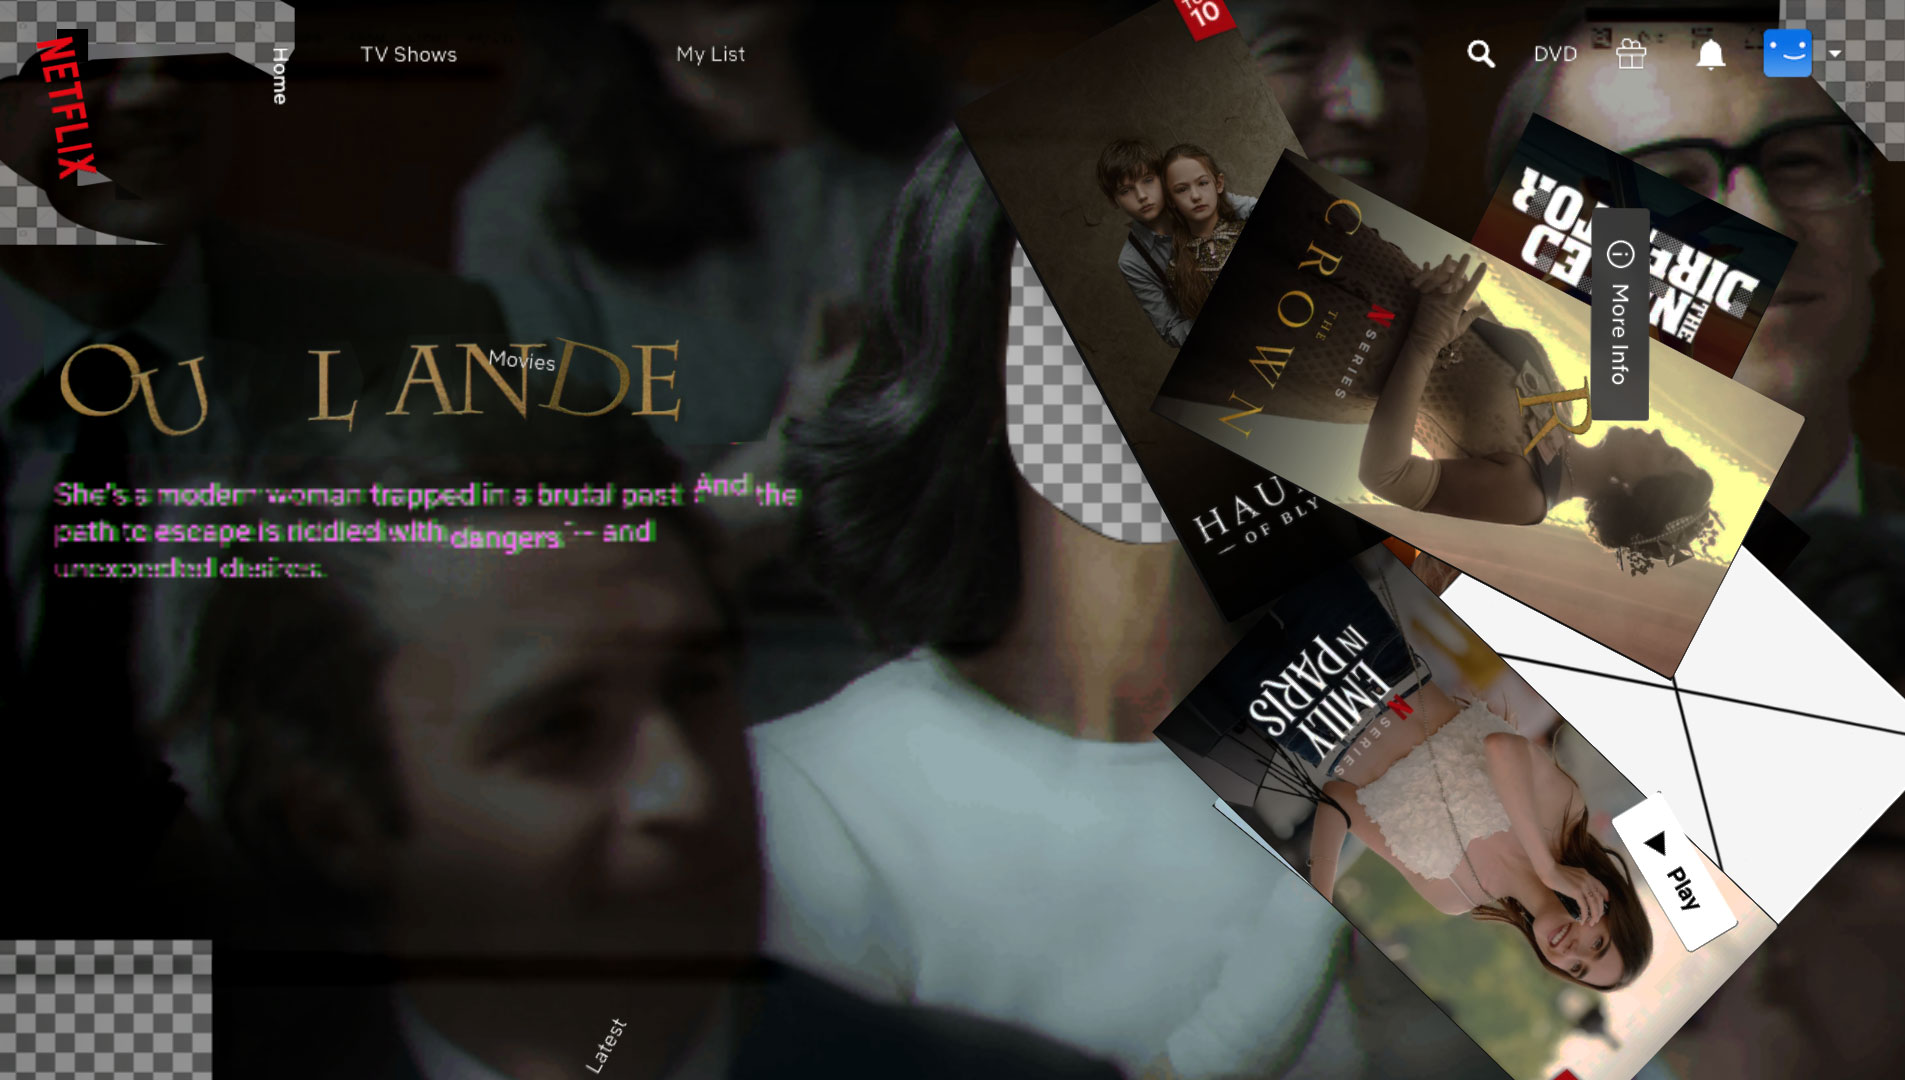 NETFLIX
Home
TV Shows
My List
DVD
10
OU L ANDE
Movies
She's a modern woman trapped in a brutal past And the
path to escape is riddled with dangers -- and
unexpected desires.
HAU
— OF BLY
THE
CROWN
N SERIES
R
THE
More Info
EMILY
IN PARIS
N SERIES
Play
Latest